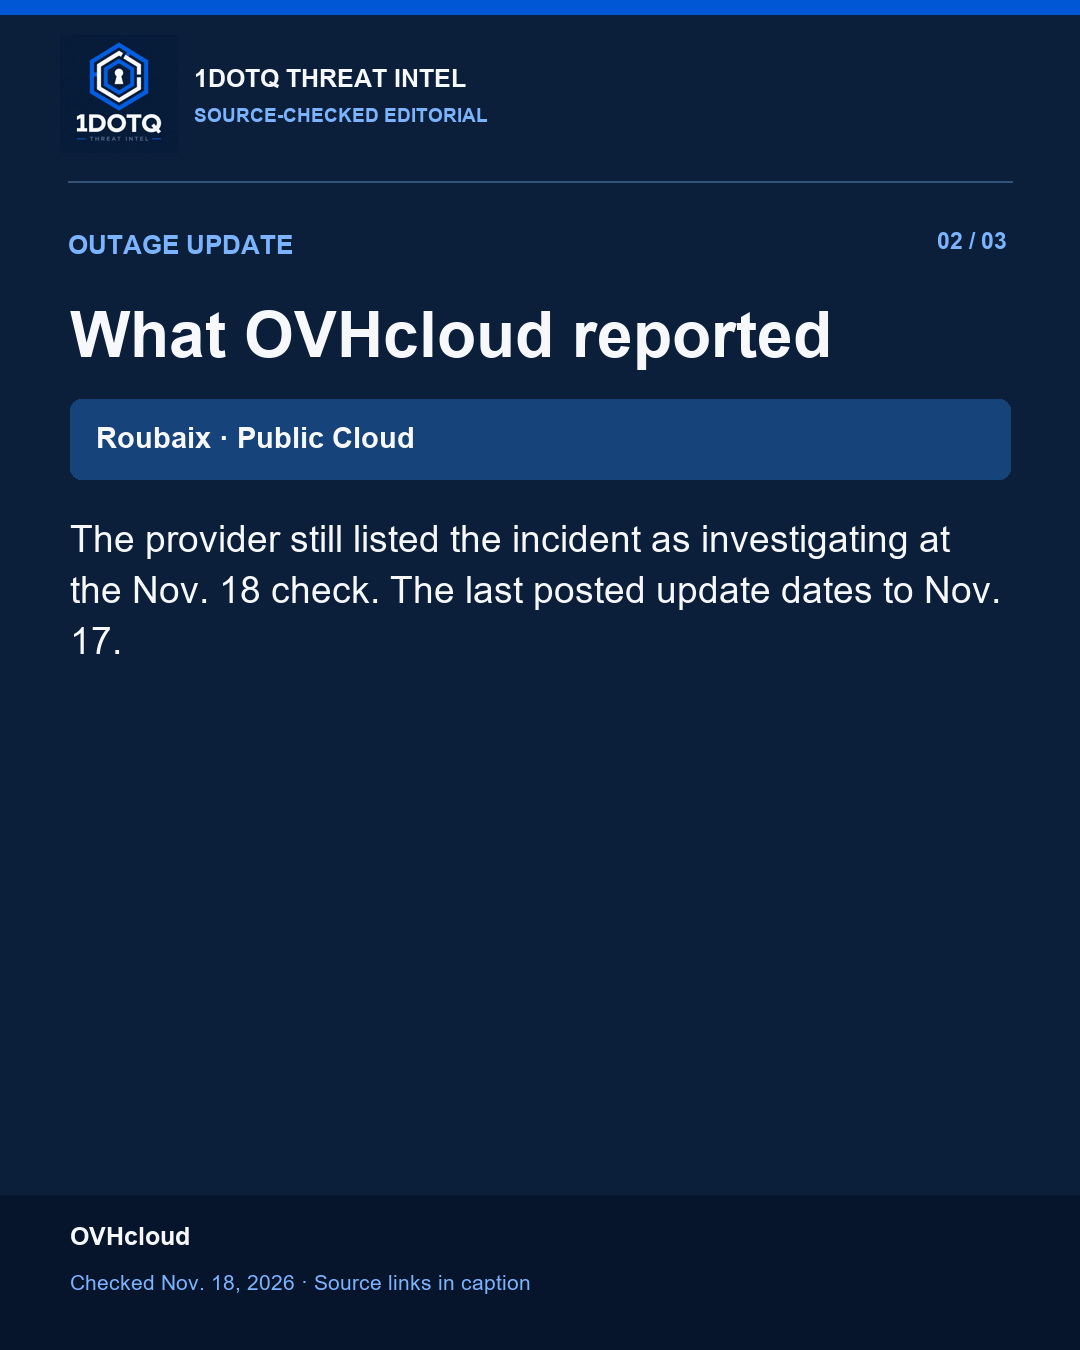 1DOTQ
THREAT INTEL
1DOTQ THREAT INTEL
SOURCE-CHECKED EDITORIAL
OUTAGE UPDATE
02 / 03
What OVHcloud reported
Roubaix · Public Cloud
The provider still listed the incident as investigating at
the Nov. 18 check. The last posted update dates to Nov.
17.
OVHcloud
Checked Nov. 18, 2026 · Source links in caption